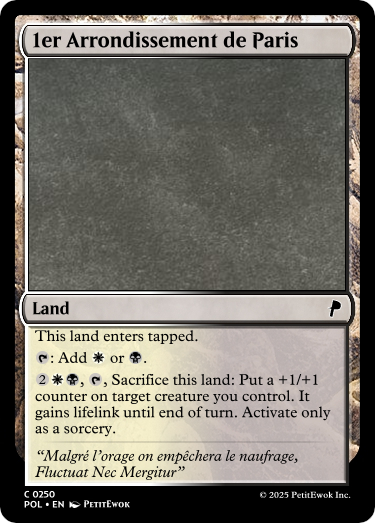 1er Arrondissement de Paris
Land
This land enters tapped.
: Add or .
2 , , Sacrifice this land: Put a +1/+1
counter on target creature you control. It
gains lifelink until end of turn. Activate only
as a sorcery.
“Malgré l'orage on empêchera le naufrage,
Fluctuat Nec Mergitur”
C 0250
POL • EN PetitEwok
© 2025 PetitEwok Inc.